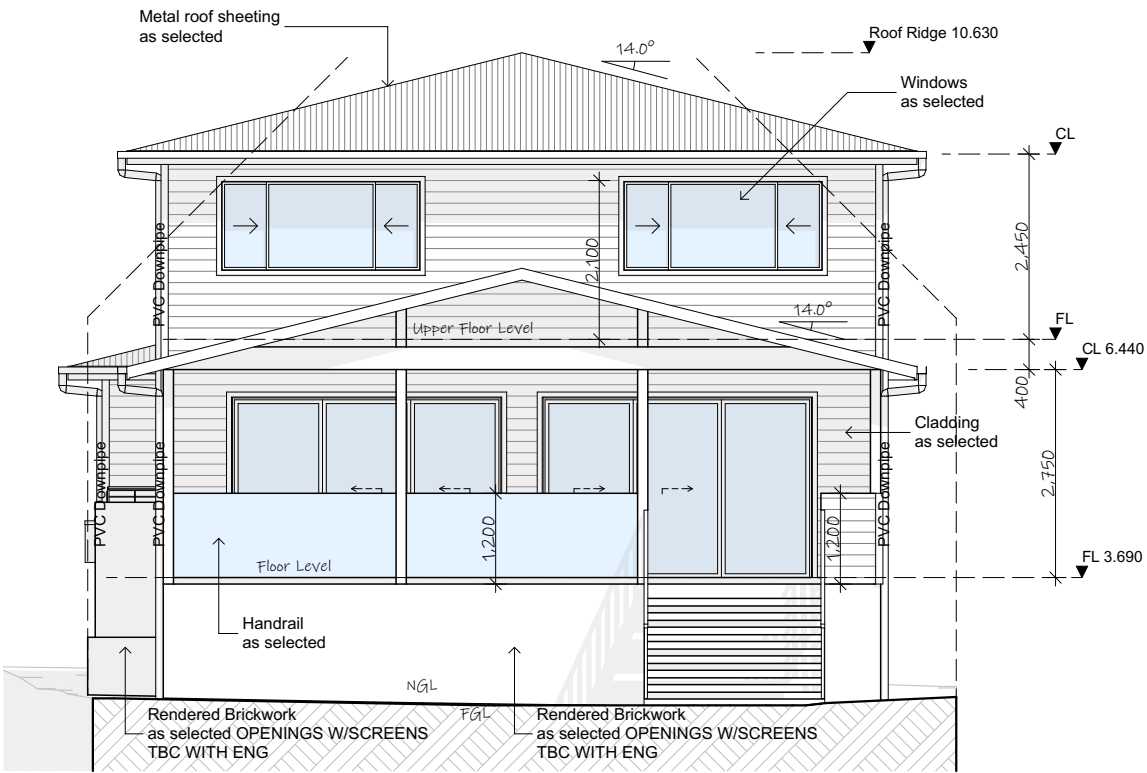 Metal roof sheeting
as selected
14.0°
Roof Ridge 10.630
Windows
as selected
CL
2,450
2,100
PVC Downpipe
PVC Downpipe
14.0°
Upper Floor Level
FL
CL 6.440
400
Cladding
as selected
2,750
PVC Downpipe
PVC Downpipe
PVC Downpipe
1,200
1,200
Floor Level
FL 3.690
Handrail
as selected
NGL
FGL
Rendered Brickwork
as selected OPENINGS W/SCREENS
TBC WITH ENG
Rendered Brickwork
as selected OPENINGS W/SCREENS
TBC WITH ENG